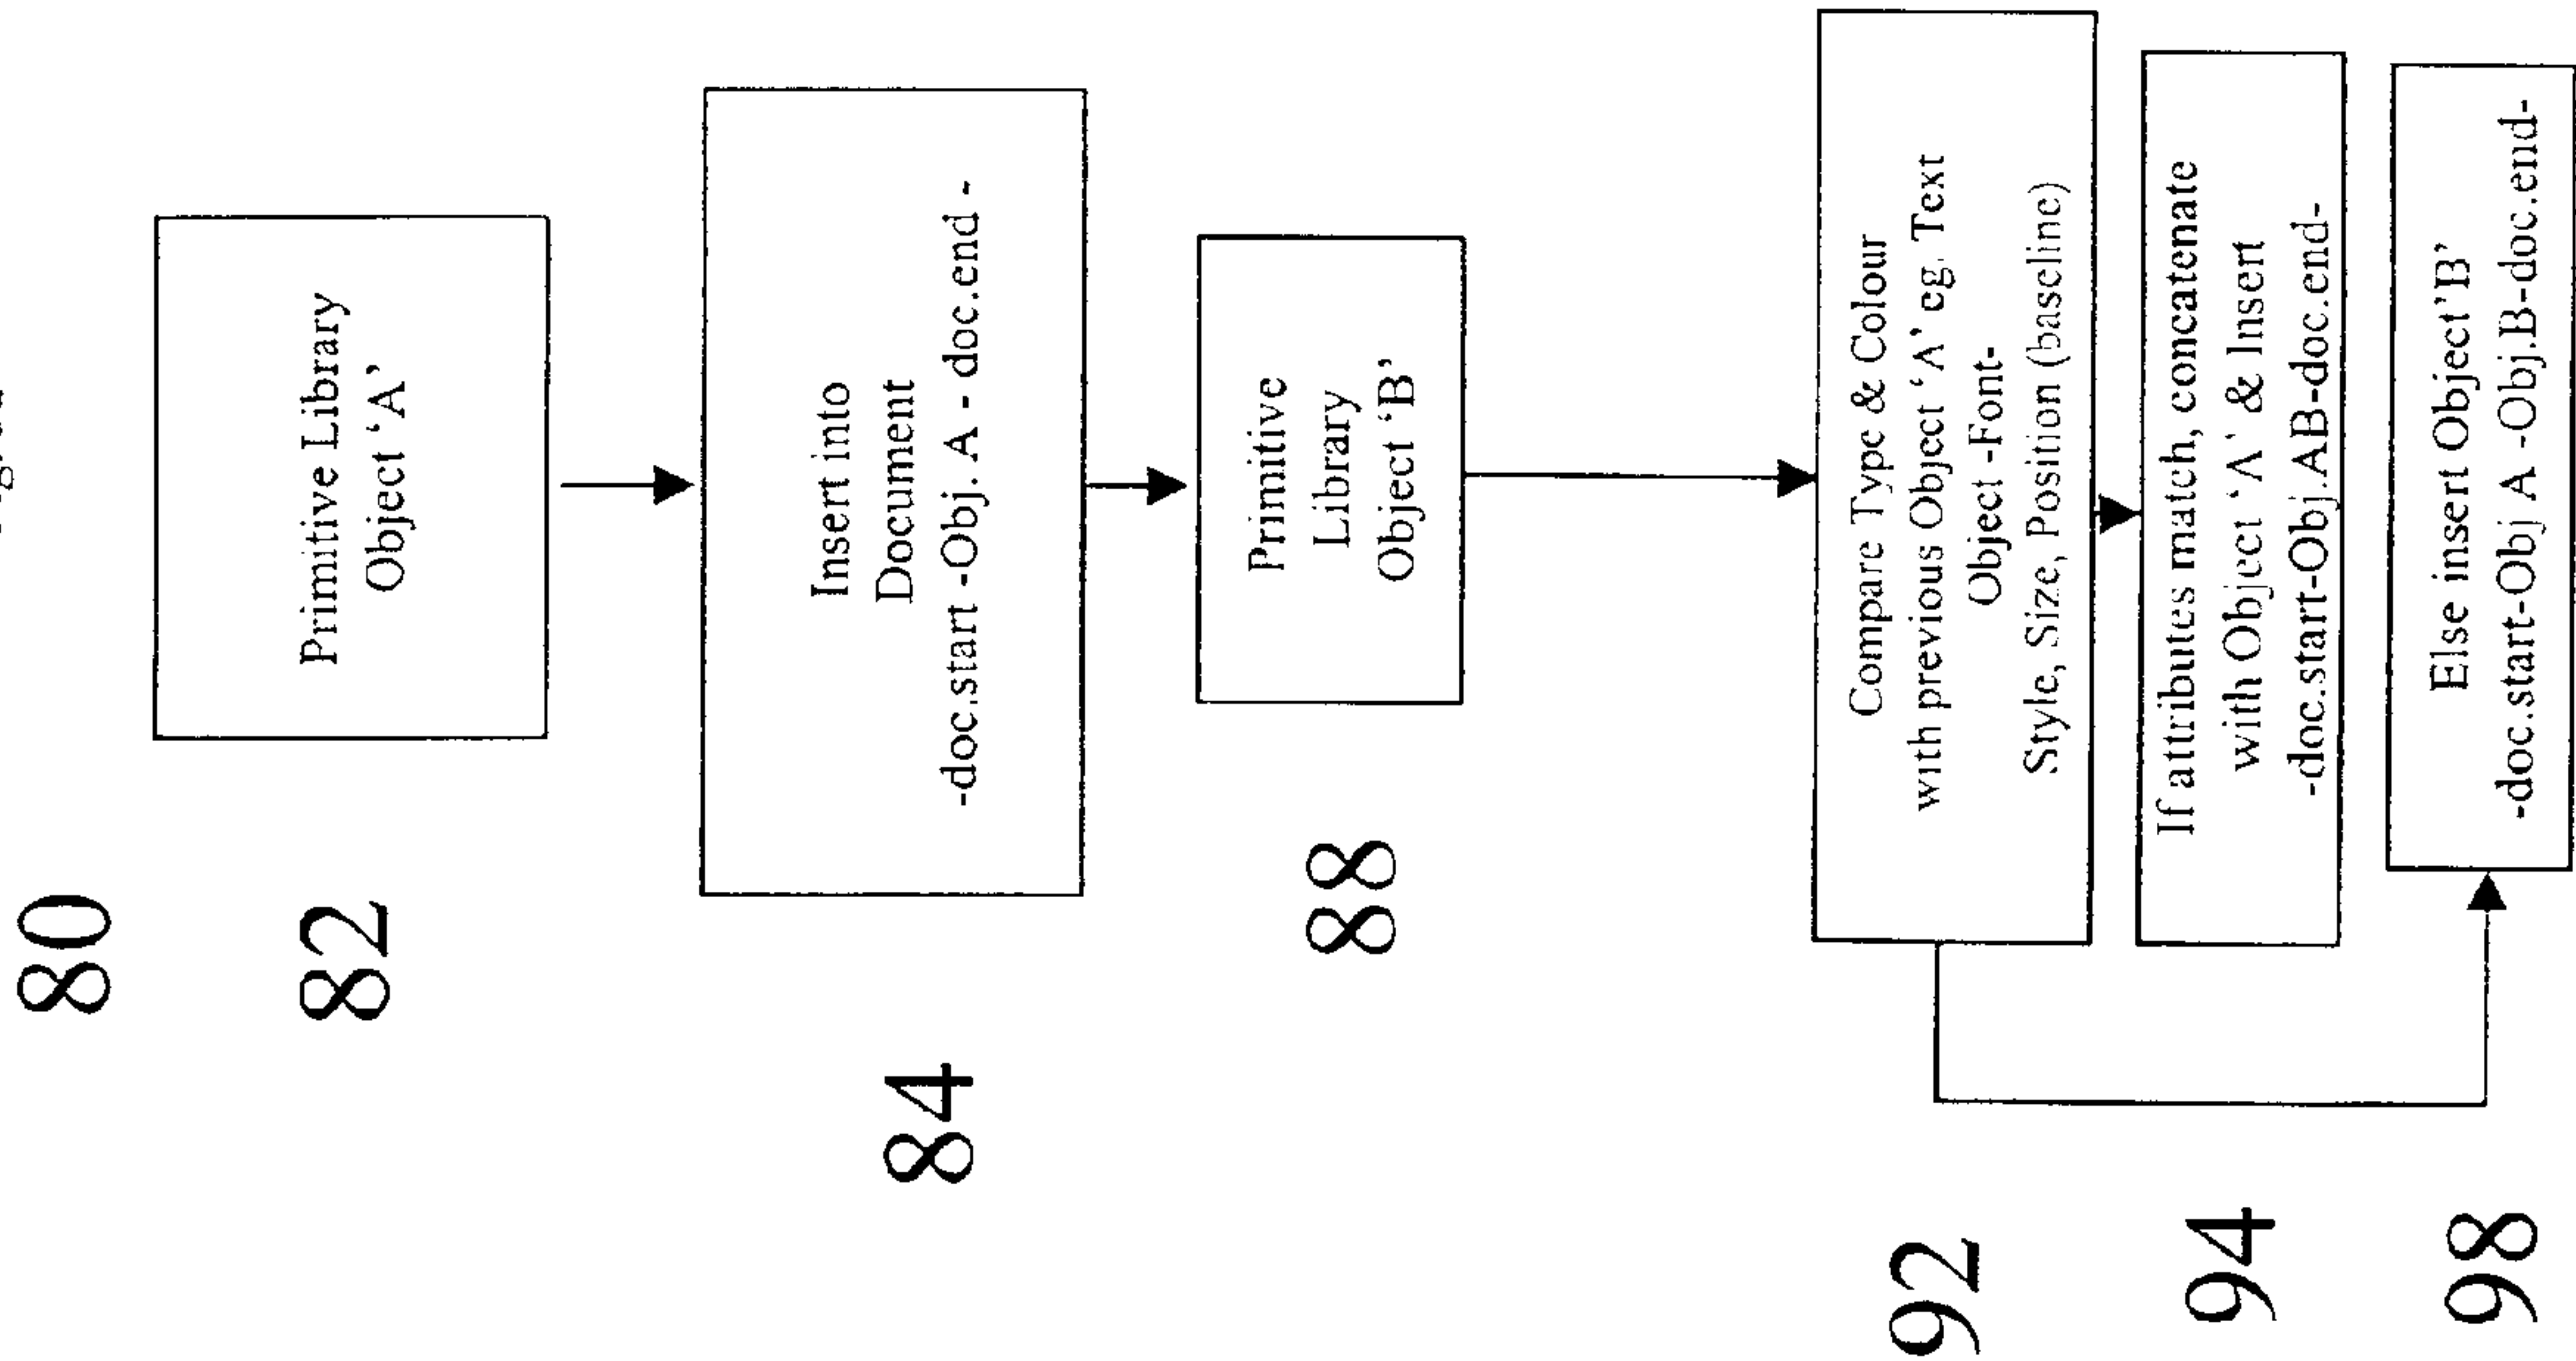 80
82
Primitive Library
Object ‘A’
84
Insert into
Document
-doc.start -Obj. A - doc.end -
88
Primitive
Library
Object ‘B’
92
Compare Type & Colour
with previous Object ‘A’ eg. Text
Object -Font-
Style, Size, Position (baseline)
94
If attributes match, concatenate
with Object ‘A’ & Insert
-doc.start-Obj.AB-doc.end-
98
Else insert Object’B’
-doc.start-Obj A -Obj.B-doc.end-